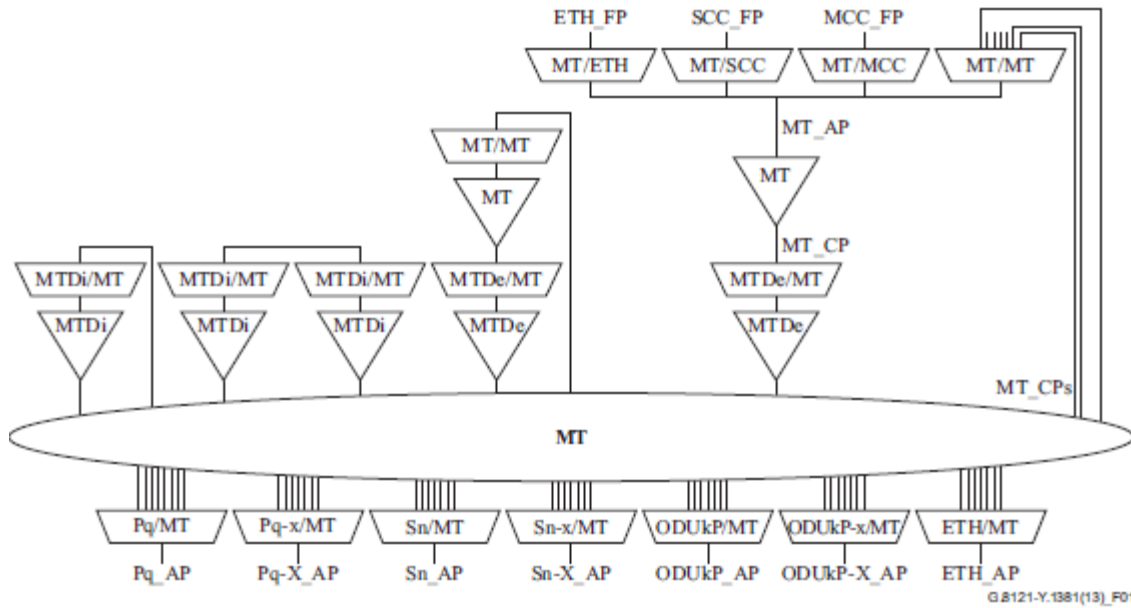 ETH_FP SCC_FP MCC_FP
MT/ETH MT/SCC MT/MCC MT/MT
MT_AP
MT/MT
MT
MT
MT_CP
MTDi/MT MTDi/MT MTDi/MT MTDe/MT MTDe/MT
MTDi MTDi MTDi MTDe MTDe
MT_CPs
MT
Pq/MT Pq-x/MT Sn/MT Sn-x/MT ODUkP/MT ODUkP-x/MT ETH/MT
Pq_AP Pq-X_AP Sn_AP Sn-X_AP ODUkP_AP ODUkP-X_AP ETH_AP